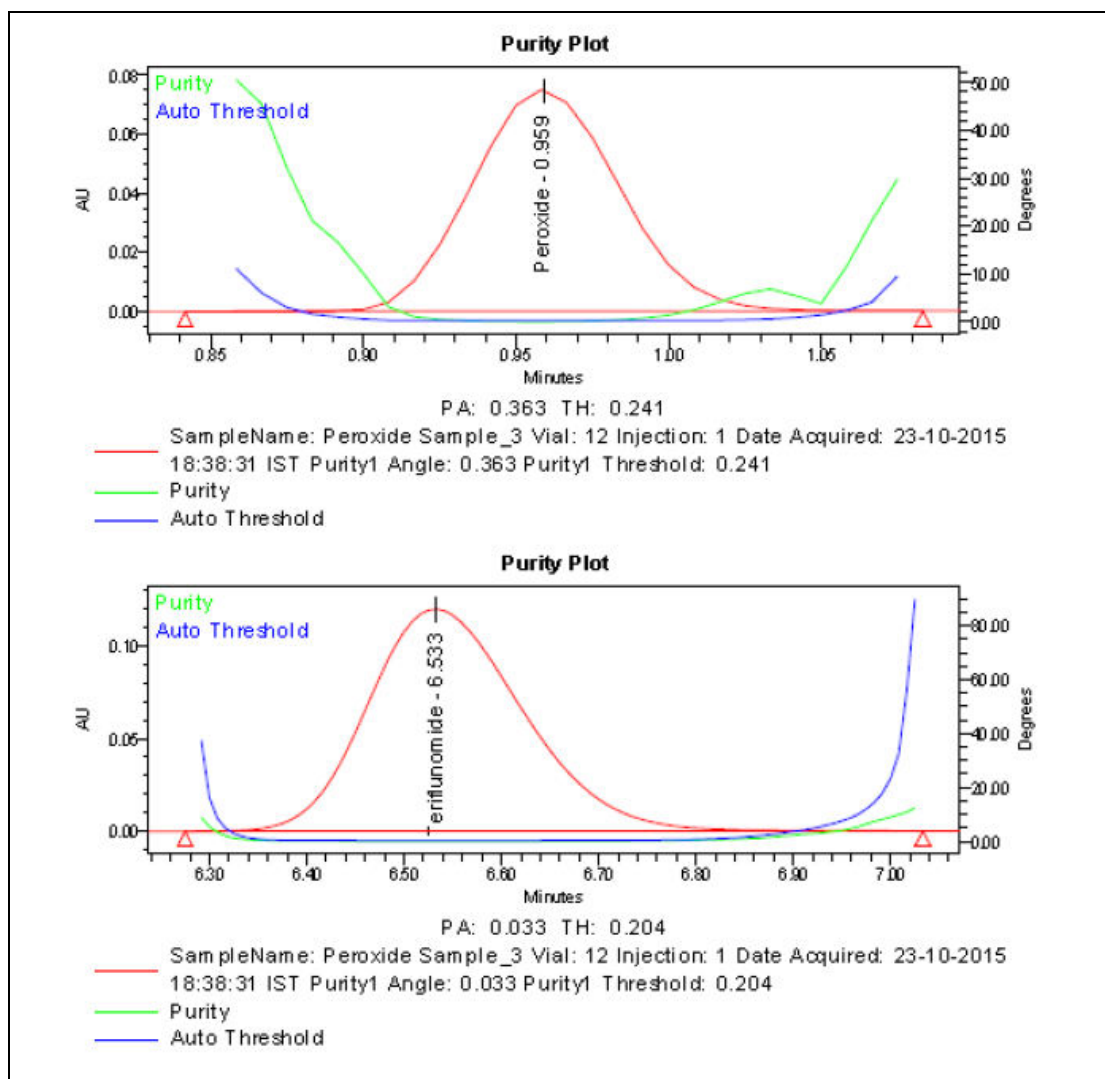 Purity Plot
Purity
Auto Threshold
0.08
0.06
0.04
0.02
0.00
AU
Peroxide - 0.959
50.00
40.00
30.00
20.00
10.00
0.00
Degrees
0.85 0.90 0.95 1.00 1.05
Minutes
PA: 0.363 TH: 0.241
SampleName: Peroxide Sample_3 Vial: 12 Injection: 1 Date Acquired: 23-10-2015
18:38:31 IST Purity1 Angle: 0.363 Purity1 Threshold: 0.241
Purity
Auto Threshold
Purity Plot
Purity
Auto Threshold
0.10
0.05
0.00
AU
Teriflunomide - 6.533
80.00
60.00
40.00
20.00
0.00
Degrees
6.30 6.40 6.50 6.60 6.70 6.80 6.90 7.00
Minutes
PA: 0.033 TH: 0.204
SampleName: Peroxide Sample_3 Vial: 12 Injection: 1 Date Acquired: 23-10-2015
18:38:31 IST Purity1 Angle: 0.033 Purity1 Threshold: 0.204
Purity
Auto Threshold